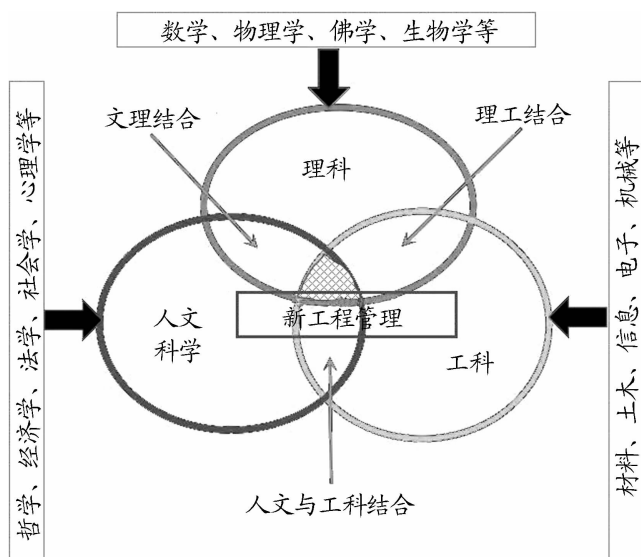 数学、物理学、佛学、生物学等
文理结合
理工结合
理科
哲学、经济学、法学、社会学、心理学等
材料、土木、信息、电子、机械等
人文
科学
新工程管理
工科
人文与工科结合